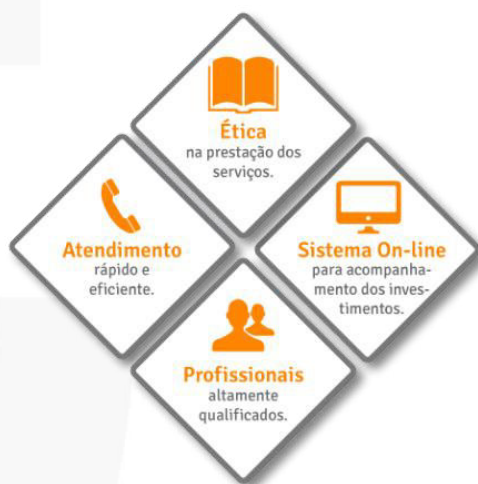 Ética
na prestação dos
serviços.
Atendimento
rápido e
eficiente.
Sistema On-line
para acompanha-
mento dos inves-
timentos.
Profissionais
altamente
qualificados.